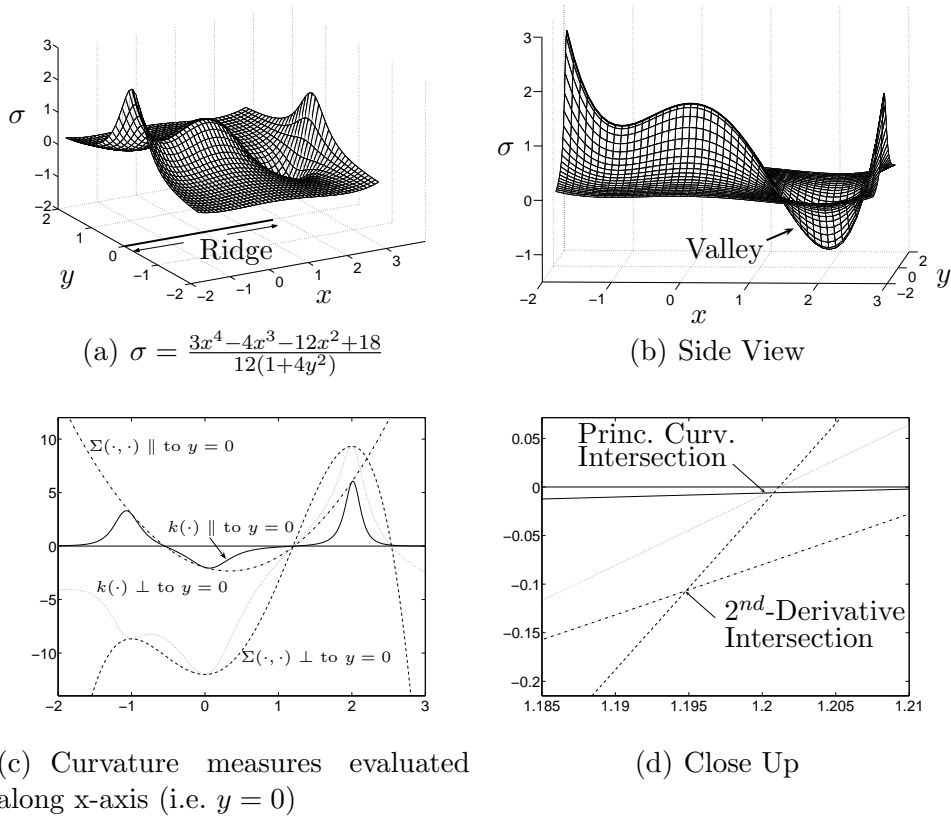 3
2
1
0
−1
−2
σ
2
1
0
−1
−2
y
Ridge
−2
−1
0
1
2
3
x
(a) σ = (3x⁴−4x³−12x²+18)/(12(1+4y²))
3
2
1
0
−1
σ
Valley
−2
−1
0
1
2
3
x
2
0
−2
y
(b) Side View
10
5
0
−5
−10
Σ(·, ·) ∥ to y = 0
k(·) ∥ to y = 0
k(·) ⊥ to y = 0
Σ(·, ·) ⊥ to y = 0
−2
−1
0
1
2
3
(c) Curvature measures evaluated
along x-axis (i.e. y = 0)
0.05
0
−0.05
−0.1
−0.15
−0.2
Princ. Curv.
Intersection
2ⁿᵈ-Derivative
Intersection
1.185
1.19
1.195
1.2
1.205
1.21
(d) Close Up